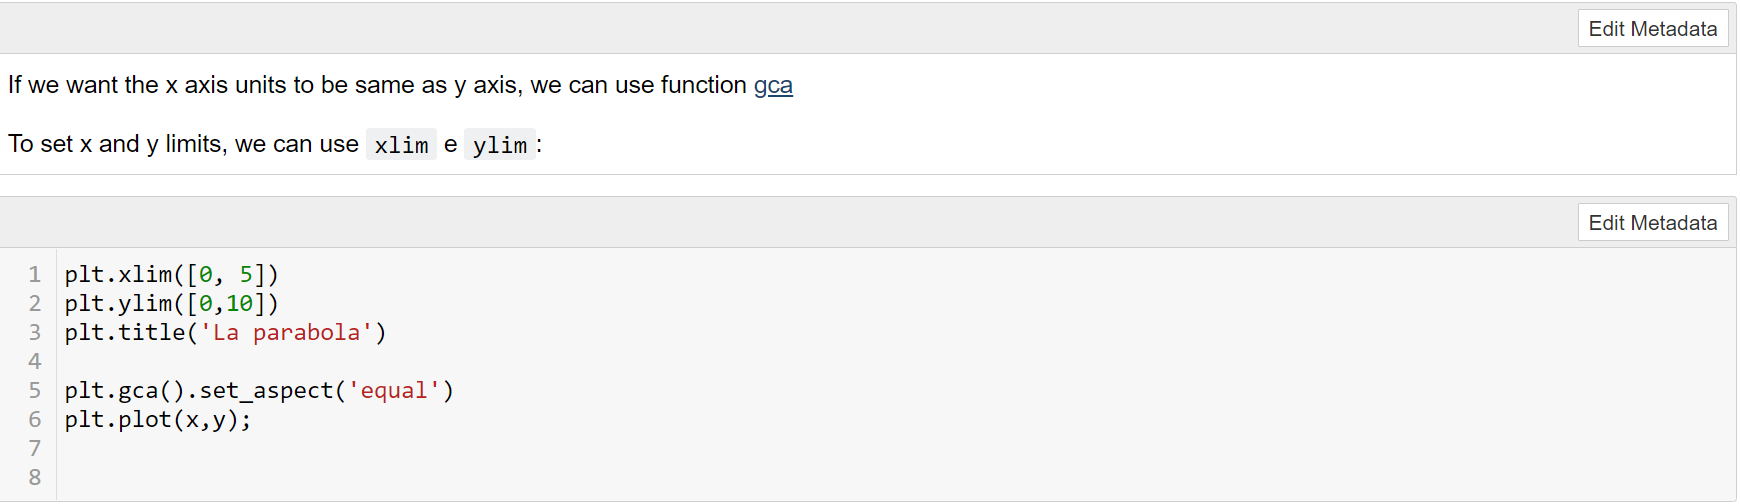 Edit Metadata
If we want the x axis units to be same as y axis, we can use function gca
To set x and y limits, we can use xlim e ylim:
Edit Metadata
1 plt.xlim([0, 5])
2 plt.ylim([0,10])
3 plt.title('La parabola')
4
5 plt.gca().set_aspect('equal')
6 plt.plot(x,y);
7
8